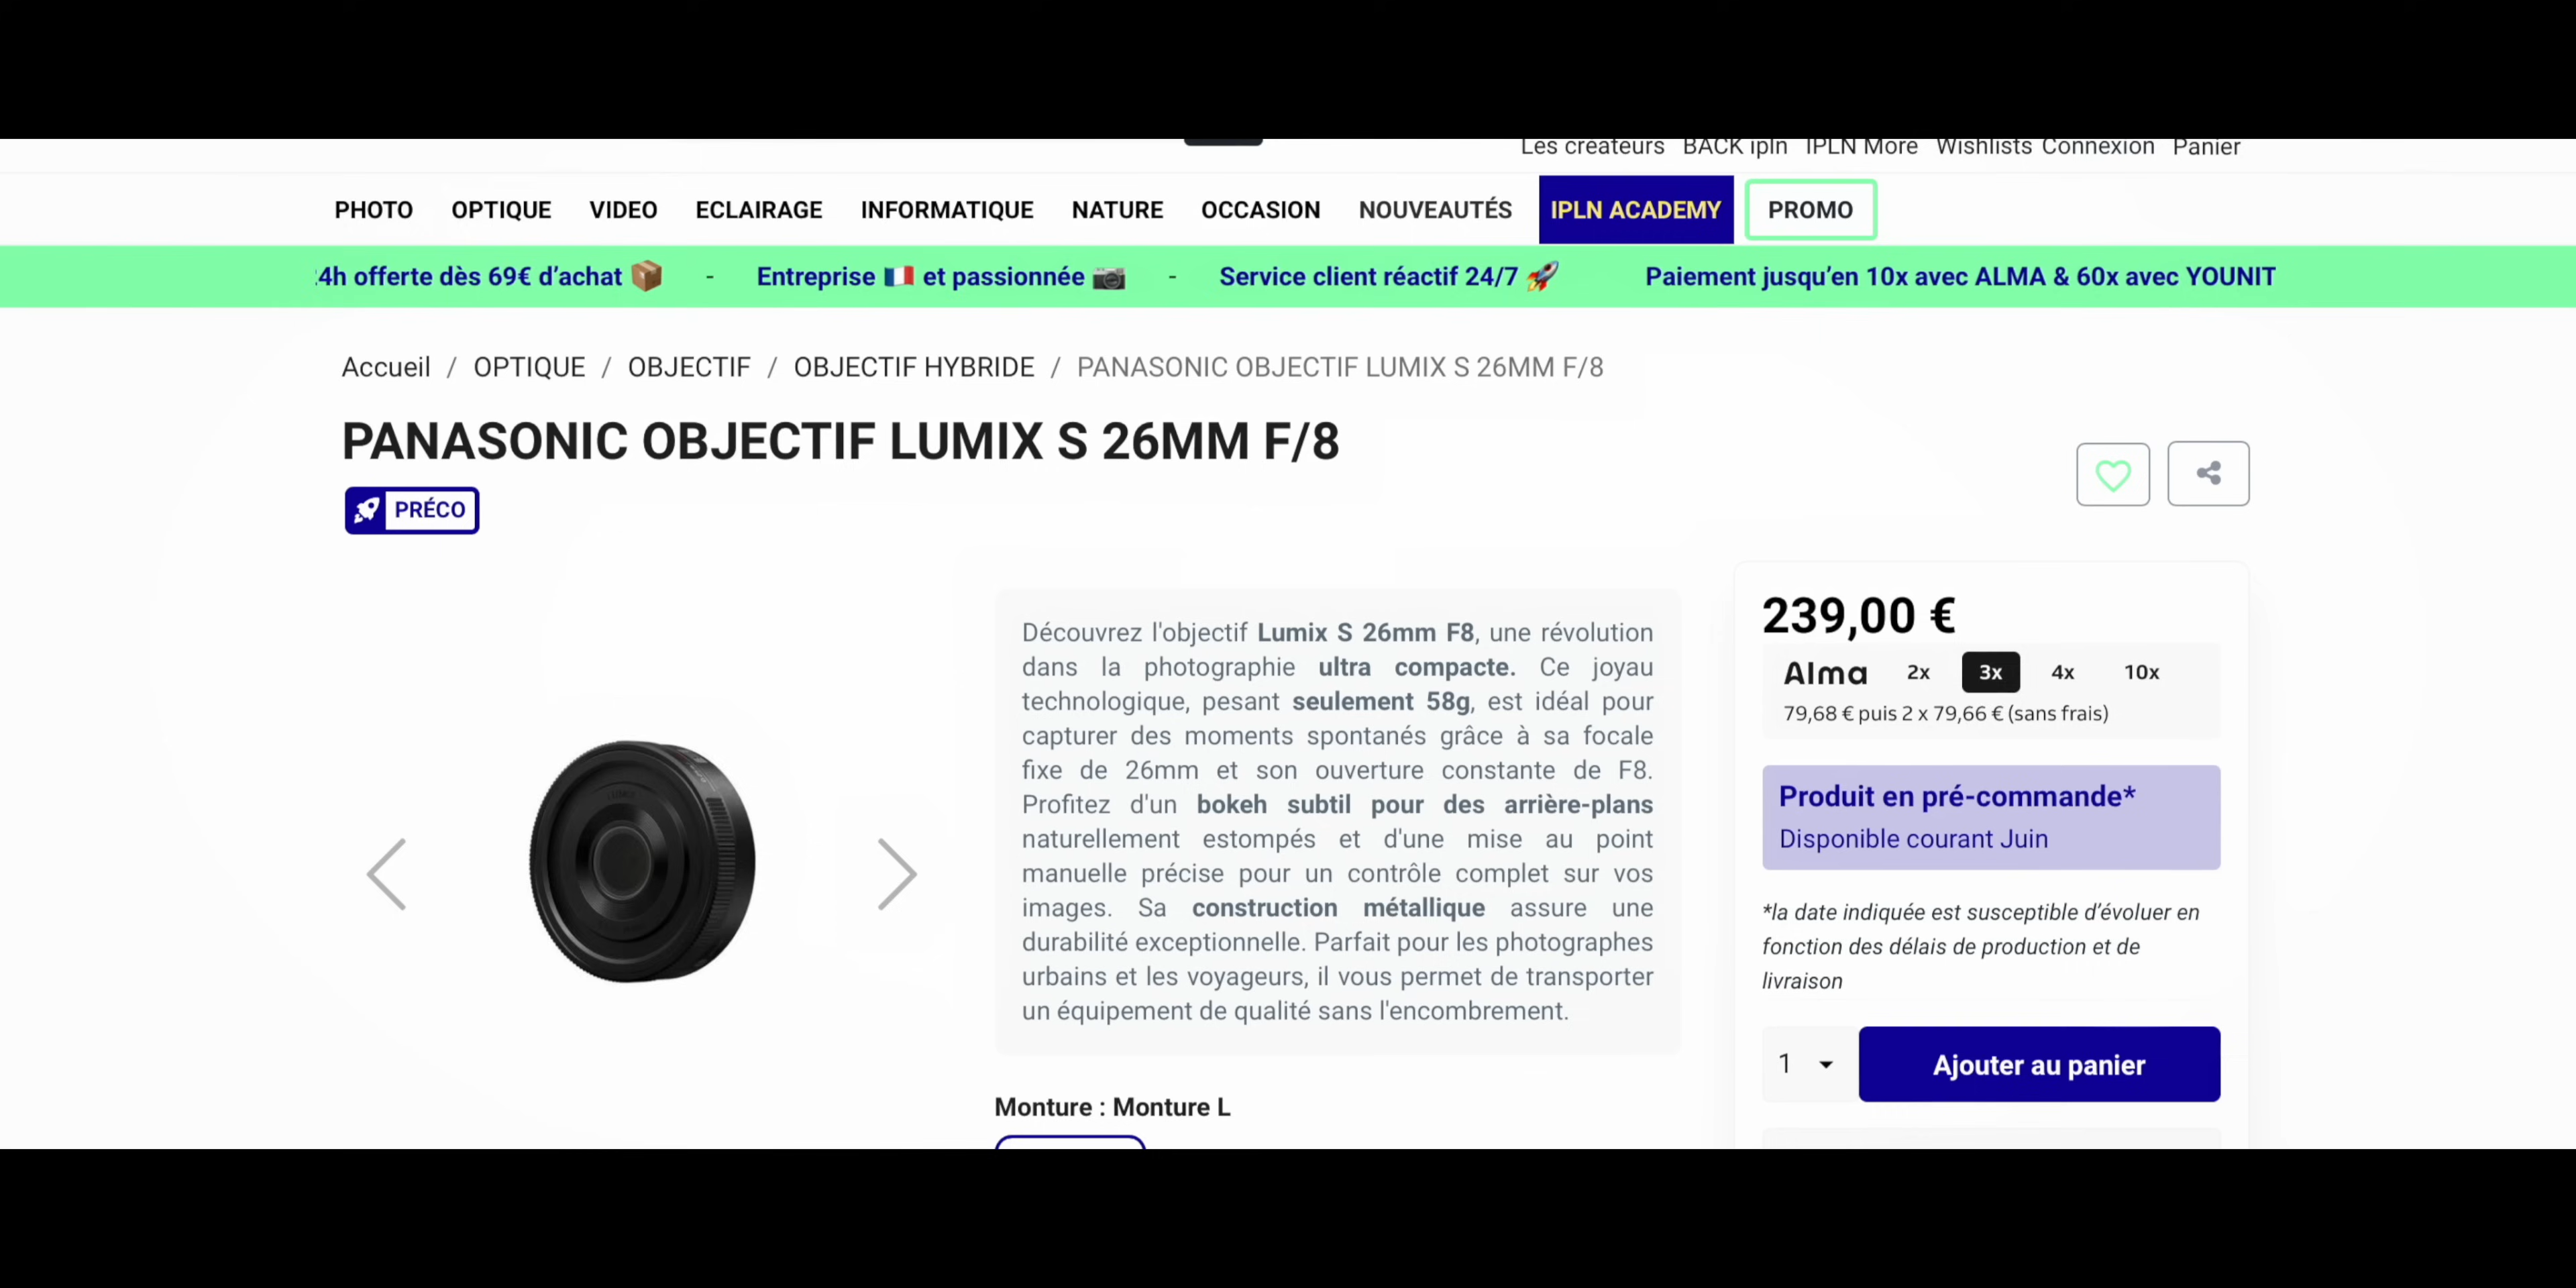 Les créateurs BACK ipln IPLN More Wishlists Connexion Panier
PHOTO OPTIQUE VIDEO ECLAIRAGE INFORMATIQUE NATURE OCCASION NOUVEAUTÉS IPLN ACADEMY PROMO
4h offerte dès 69€ d’achat 📦 - Entreprise 🇫🇷 et passionnée 📷 - Service client réactif 24/7 🚀 Paiement jusqu’en 10x avec ALMA & 60x avec YOUNIT
Accueil / OPTIQUE / OBJECTIF / OBJECTIF HYBRIDE / PANASONIC OBJECTIF LUMIX S 26MM F/8
PANASONIC OBJECTIF LUMIX S 26MM F/8
PRÉCO
Découvrez l'objectif Lumix S 26mm F8, une révolution
dans la photographie ultra compacte. Ce joyau
technologique, pesant seulement 58g, est idéal pour
capturer des moments spontanés grâce à sa focale
fixe de 26mm et son ouverture constante de F8.
Profitez d'un bokeh subtil pour des arrière-plans
naturellement estompés et d'une mise au point
manuelle précise pour un contrôle complet sur vos
images. Sa construction métallique assure une
durabilité exceptionnelle. Parfait pour les photographes
urbains et les voyageurs, il vous permet de transporter
un équipement de qualité sans l'encombrement.
Monture : Monture L
239,00 €
Alma 2x 3x 4x 10x
79,68 € puis 2 x 79,66 € (sans frais)
Produit en pré-commande*
Disponible courant Juin
*la date indiquée est susceptible d’évoluer en
fonction des délais de production et de
livraison
1 Ajouter au panier